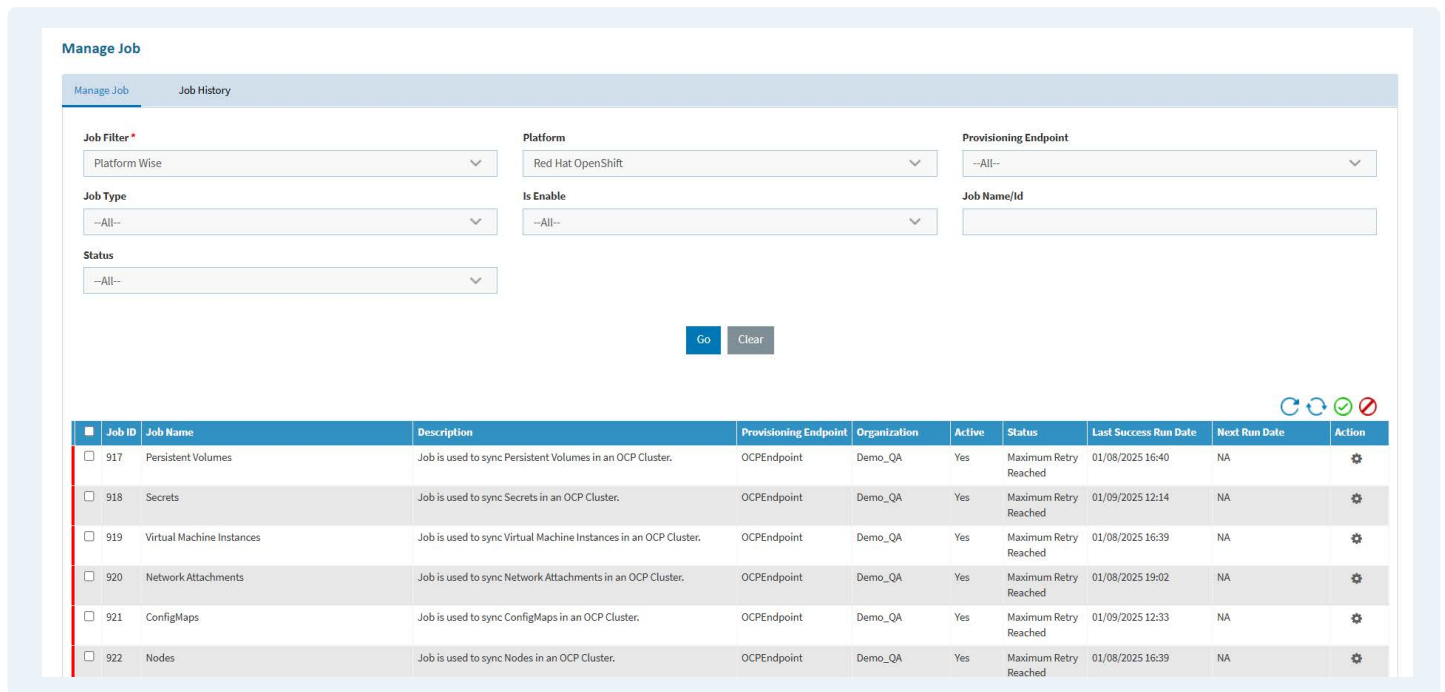 Manage Job
Manage Job Job History
Job Filter * Platform Provisioning Endpoint
Platform Wise Red Hat OpenShift --All--
Job Type Is Enable Job Name/Id
--All-- --All--
Status
--All--
Go Clear
Job ID Job Name Description Provisioning Endpoint Organization Active Status Last Success Run Date Next Run Date Action
917 Persistent Volumes Job is used to sync Persistent Volumes in an OCP Cluster. OCPEndpoint Demo_QA Yes Maximum Retry 01/08/2025 16:40 NA
Reached
918 Secrets Job is used to sync Secrets in an OCP Cluster. OCPEndpoint Demo_QA Yes Maximum Retry 01/09/2025 12:14 NA
Reached
919 Virtual Machine Instances Job is used to sync Virtual Machine Instances in an OCP Cluster. OCPEndpoint Demo_QA Yes Maximum Retry 01/08/2025 16:39 NA
Reached
920 Network Attachments Job is used to sync Network Attachments in an OCP Cluster. OCPEndpoint Demo_QA Yes Maximum Retry 01/08/2025 19:02 NA
Reached
921 ConfigMaps Job is used to sync ConfigMaps in an OCP Cluster. OCPEndpoint Demo_QA Yes Maximum Retry 01/09/2025 12:33 NA
Reached
922 Nodes Job is used to sync Nodes in an OCP Cluster. OCPEndpoint Demo_QA Yes Maximum Retry 01/08/2025 16:39 NA
Reached